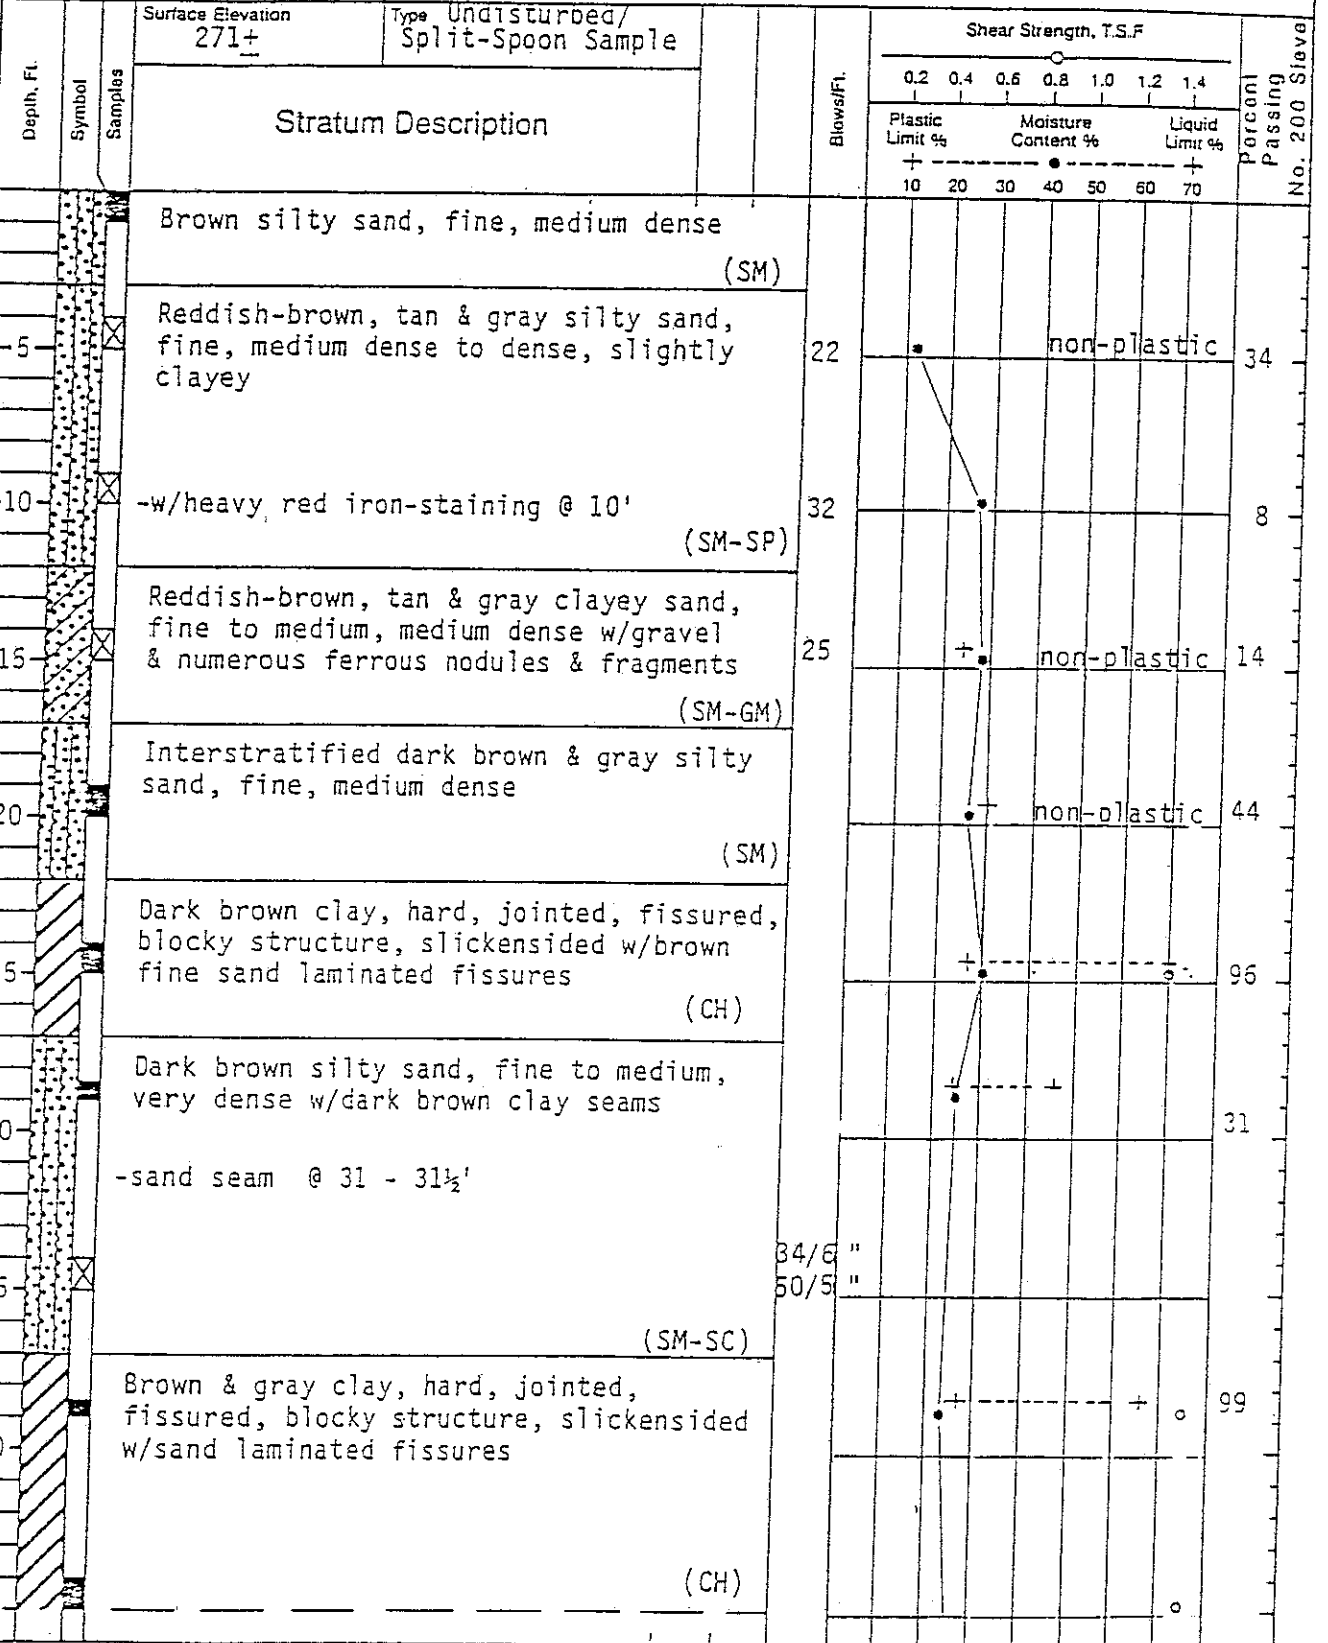 Surface Elevation
271±
Type Undisturbed/
Split-Spoon Sample
Depth, Ft.
Symbol
Samples
Stratum Description
Blows/Ft.
Shear Strength, T.S.F
0.2 0.4 0.6 0.8 1.0 1.2 1.4
Plastic Limit %
Moisture Content %
Liquid Limit %
10 20 30 40 50 60 70
Percent Passing
No. 200 Sieve
Brown silty sand, fine, medium dense
(SM)
Reddish-brown, tan & gray silty sand,
fine, medium dense to dense, slightly
clayey
5
22
non-plastic
34
10
-w/heavy red iron-staining @ 10'
32
8
(SM-SP)
Reddish-brown, tan & gray clayey sand,
fine to medium, medium dense w/gravel
& numerous ferrous nodules & fragments
15
25
non-plastic
14
(SM-GM)
Interstratified dark brown & gray silty
sand, fine, medium dense
20
non-plastic
44
(SM)
Dark brown clay, hard, jointed, fissured,
blocky structure, slickensided w/brown
fine sand laminated fissures
5
96
(CH)
Dark brown silty sand, fine to medium,
very dense w/dark brown clay seams
0
31
-sand seam @ 31 - 31½'
34/6 "
50/5 "
5
(SM-SC)
Brown & gray clay, hard, jointed,
fissured, blocky structure, slickensided
w/sand laminated fissures
99
0
(CH)